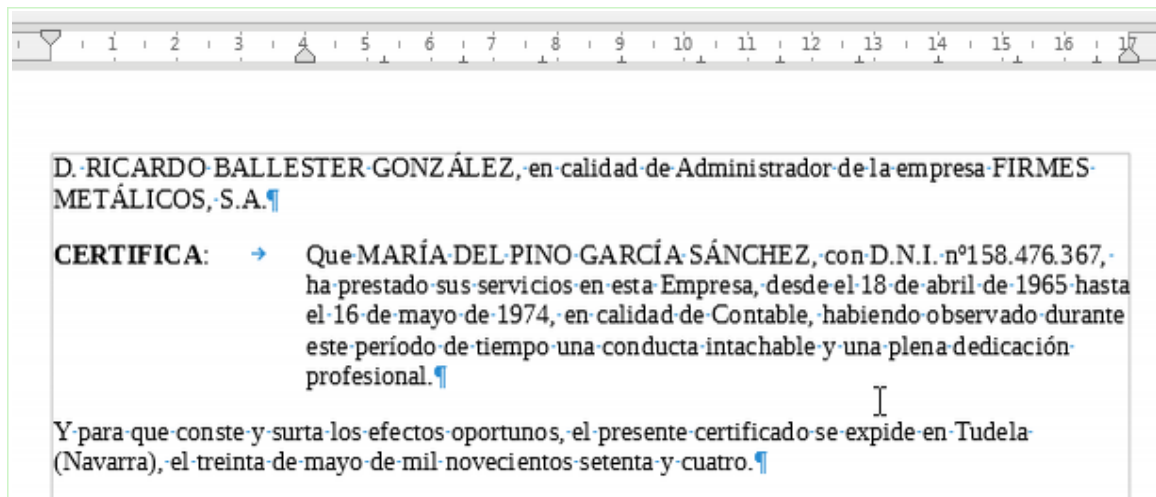 1 2 3 4 5 6 7 8 9 10 11 12 13 14 15 16 17
D. RICARDO BALLESTER GONZÁLEZ, en calidad de Administrador de la empresa FIRMES
METÁLICOS, S.A.¶
CERTIFICA: → Que MARÍA DEL PINO GARCÍA SÁNCHEZ, con D.N.I. nº158.476.367,
ha prestado sus servicios en esta Empresa, desde el 18 de abril de 1965 hasta
el 16 de mayo de 1974, en calidad de Contable, habiendo observado durante
este período de tiempo una conducta intachable y una plena dedicación
profesional.¶
Y para que conste y surta los efectos oportunos, el presente certificado se expide en Tudela
(Navarra), el treinta de mayo de mil novecientos setenta y cuatro.¶